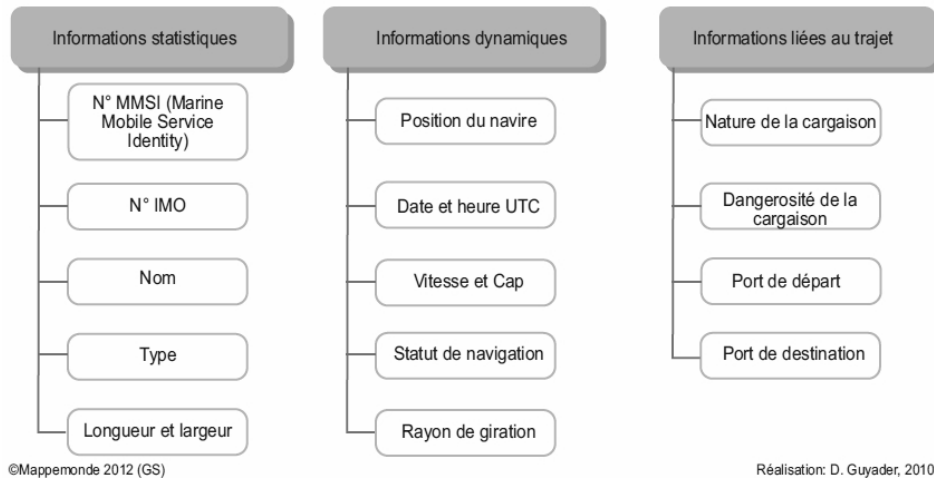 Informations statistiques
N° MMSI (Marine
Mobile Service
Identity)
N° IMO
Nom
Type
Longueur et largeur
Informations dynamiques
Position du navire
Date et heure UTC
Vitesse et Cap
Statut de navigation
Rayon de giration
Informations liées au trajet
Nature de la cargaison
Dangerosité de la
cargaison
Port de départ
Port de destination
©Mappemonde 2012 (GS)
Réalisation: D. Guyader, 2010